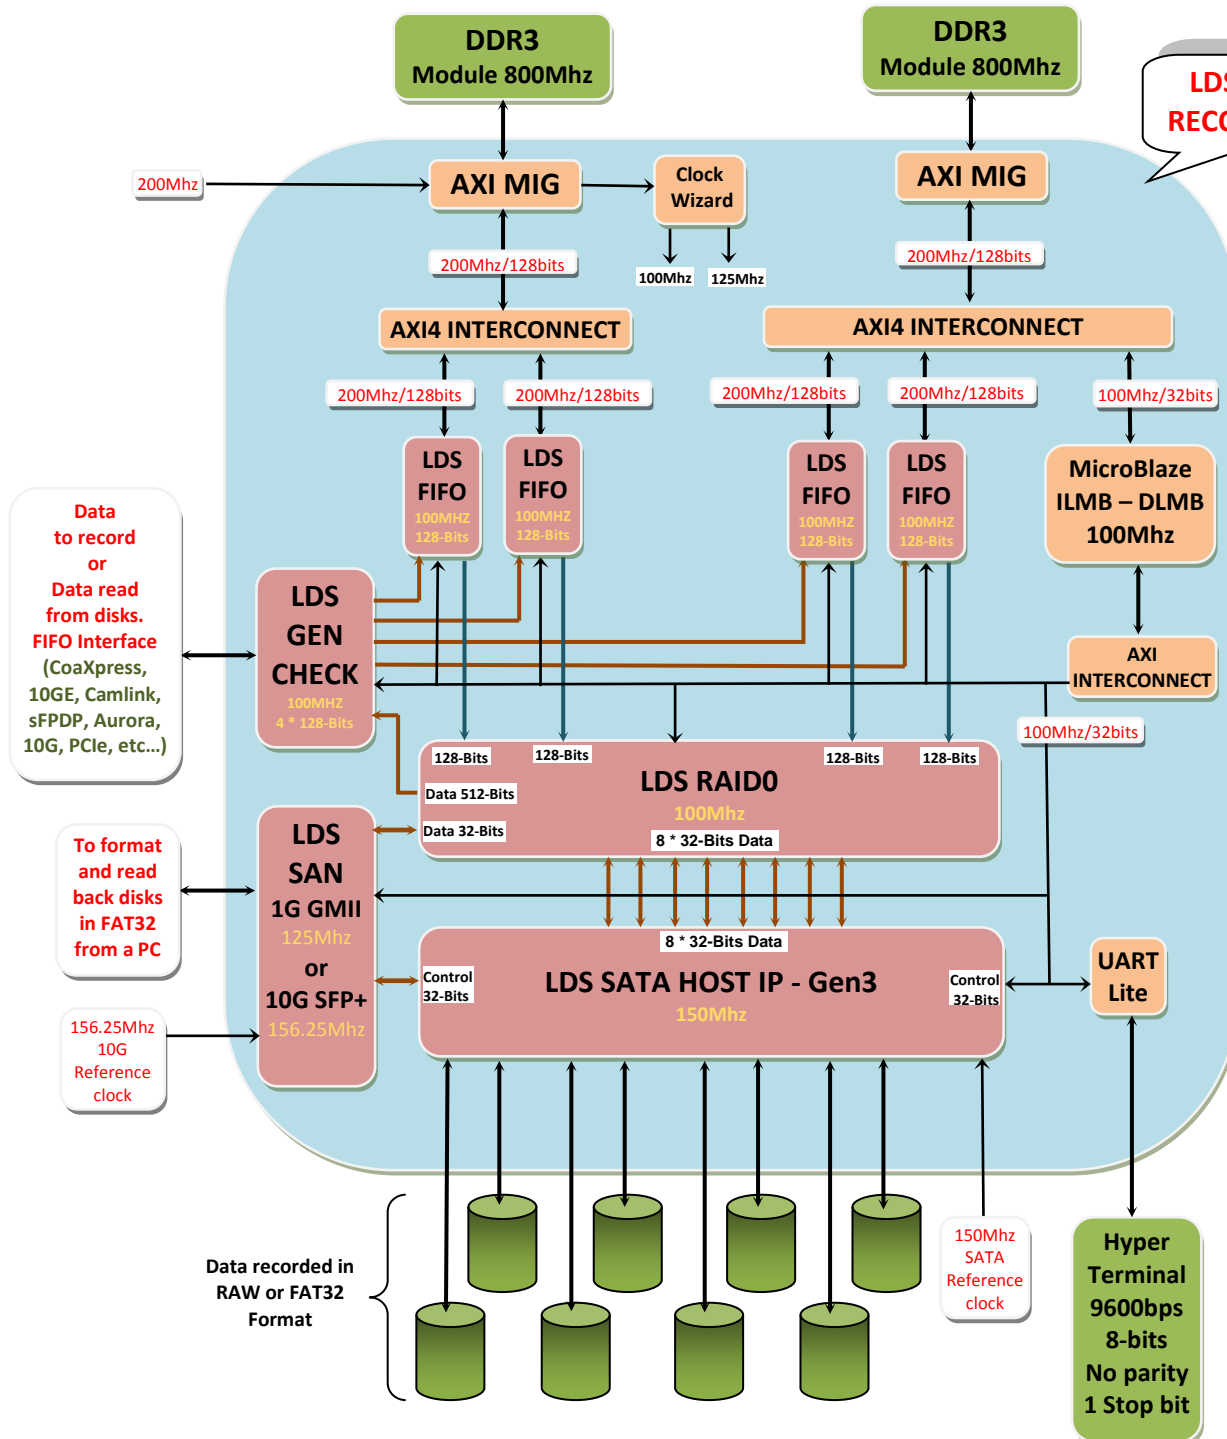 DDR3
Module 800Mhz
DDR3
Module 800Mhz
200Mhz
AXI MIG
Clock
Wizard
AXI MIG
100Mhz
125Mhz
200Mhz/128bits
200Mhz/128bits
AXI4 INTERCONNECT
AXI4 INTERCONNECT
200Mhz/128bits
200Mhz/128bits
200Mhz/128bits
200Mhz/128bits
100Mhz/32bits
LDS
FIFO
100MHZ
128-Bits
LDS
FIFO
100MHZ
128-Bits
LDS
FIFO
100MHZ
128-Bits
LDS
FIFO
100MHZ
128-Bits
MicroBlaze
ILMB – DLMB
100Mhz
Data
to record
or
Data read
from disks.
FIFO Interface
(CoaXpress,
10GE, Camlink,
sFPDP, Aurora,
10G, PCIe, etc...)
LDS
GEN
CHECK
100MHZ
4 * 128-Bits
AXI
INTERCONNECT
100Mhz/32bits
128-Bits
128-Bits
128-Bits
128-Bits
LDS RAID0
100Mhz
Data 512-Bits
Data 32-Bits
8 * 32-Bits Data
To format
and read
back disks
in FAT32
from a PC
LDS
SAN
1G GMII
125Mhz
or
10G SFP+
156.25Mhz
8 * 32-Bits Data
LDS SATA HOST IP - Gen3
150Mhz
Control
32-Bits
Control
32-Bits
UART
Lite
156.25Mhz
10G
Reference
clock
Data recorded in
RAW or FAT32
Format
150Mhz
SATA
Reference
clock
Hyper
Terminal
9600bps
8-bits
No parity
1 Stop bit